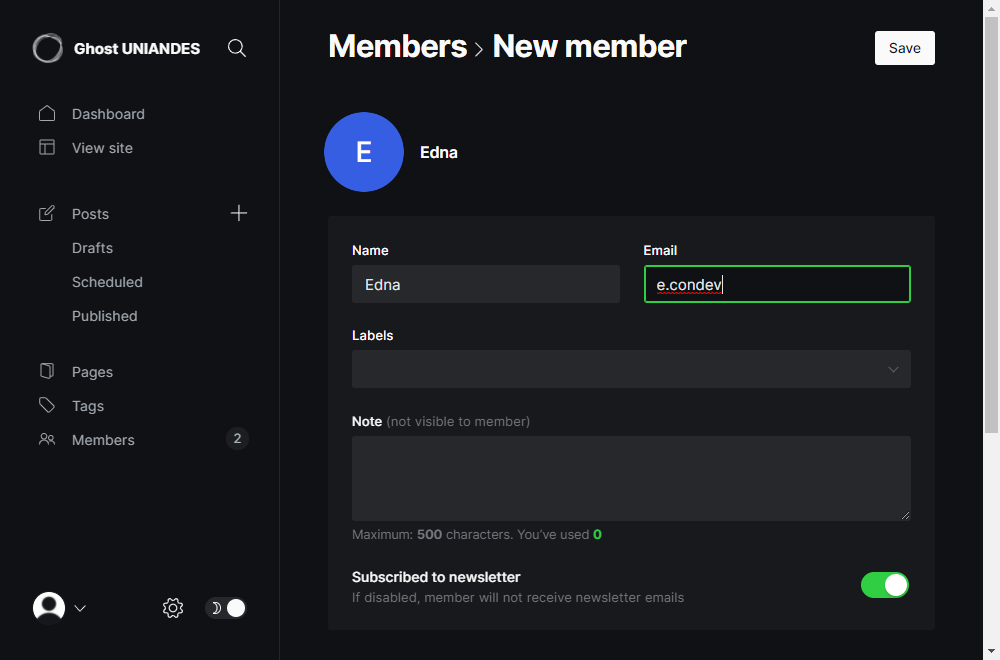 Ghost UNIANDES
Dashboard
View site
Posts
Drafts
Scheduled
Published
Pages
Tags
Members
2
Members > New member
Save
E
Edna
Name
Email
Edna
e.condev
Labels
Note (not visible to member)
Maximum: 500 characters. You've used 0
Subscribed to newsletter
If disabled, member will not receive newsletter emails